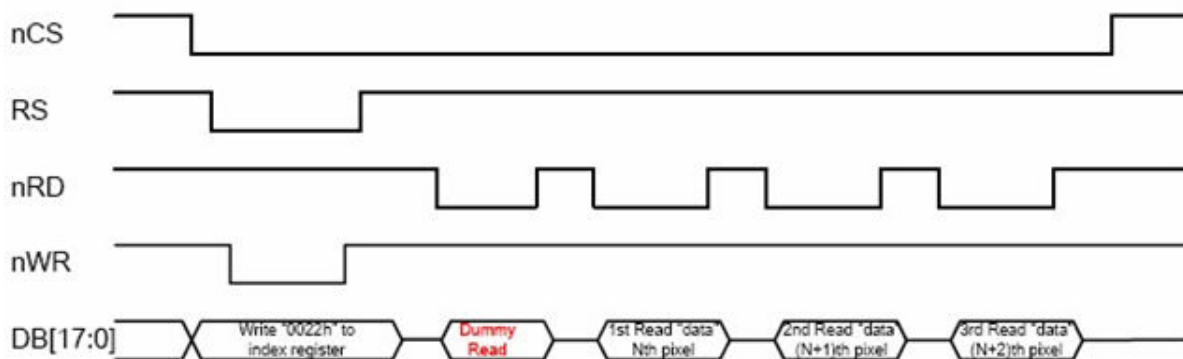 nCS
RS
nRD
nWR
DB[17:0]
Write "0022h" to
index register
Dummy
Read
1st Read "data"
Nth pixel
2nd Read "data"
(N+1)th pixel
3rd Read "data"
(N+2)th pixel